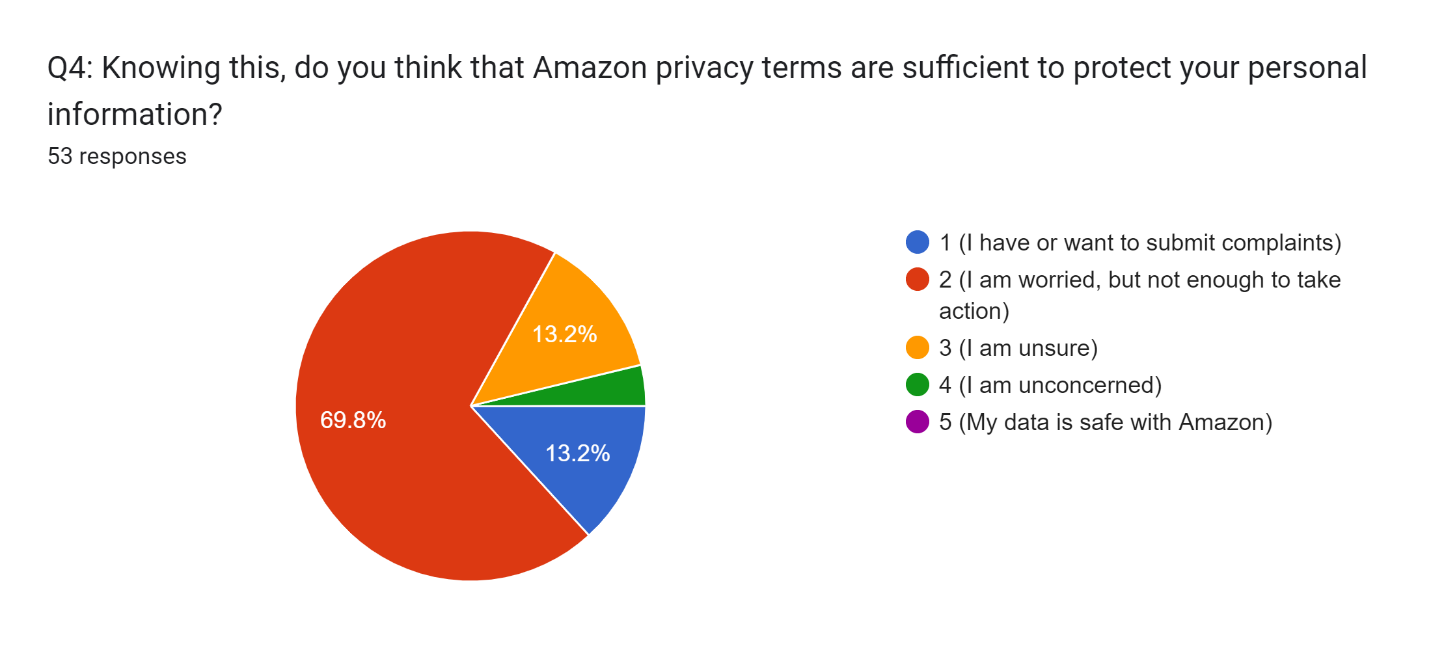 Q4: Knowing this, do you think that Amazon privacy terms are sufficient to protect your personal
information?
53 responses
1 (I have or want to submit complaints)
2 (I am worried, but not enough to take
action)
3 (I am unsure)
4 (I am unconcerned)
5 (My data is safe with Amazon)
13.2%
69.8%
13.2%